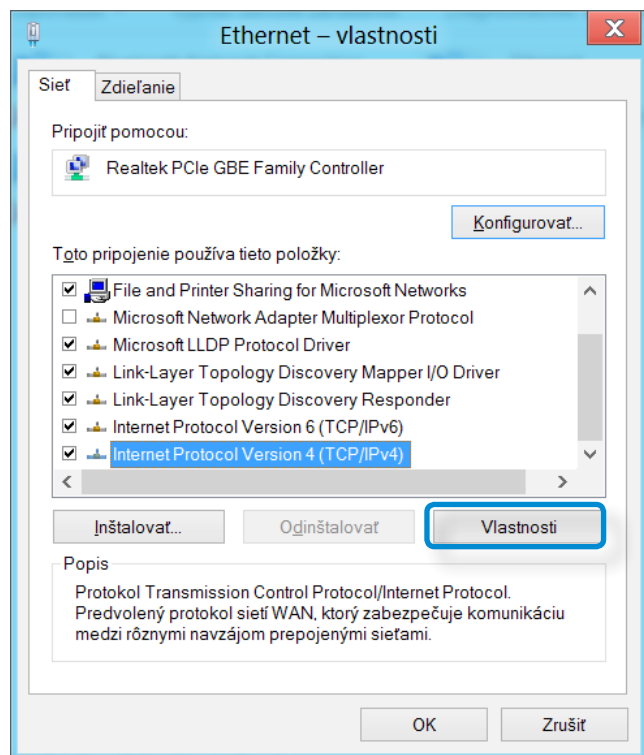 Ethernet – vlastnosti
X
Sieť
Zdieľanie
Pripojiť pomocou:
Realtek PCIe GBE Family Controller
Konfigurovať...
Toto pripojenie používa tieto položky:
File and Printer Sharing for Microsoft Networks
Microsoft Network Adapter Multiplexor Protocol
Microsoft LLDP Protocol Driver
Link-Layer Topology Discovery Mapper I/O Driver
Link-Layer Topology Discovery Responder
Internet Protocol Version 6 (TCP/IPv6)
Internet Protocol Version 4 (TCP/IPv4)
Inštalovať...
Odinštalovať
Vlastnosti
Popis
Protokol Transmission Control Protocol/Internet Protocol.
Predvolený protokol sietí WAN, ktorý zabezpečuje komunikáciu
medzi rôznymi navzájom prepojenými sieťami.
OK
Zrušiť